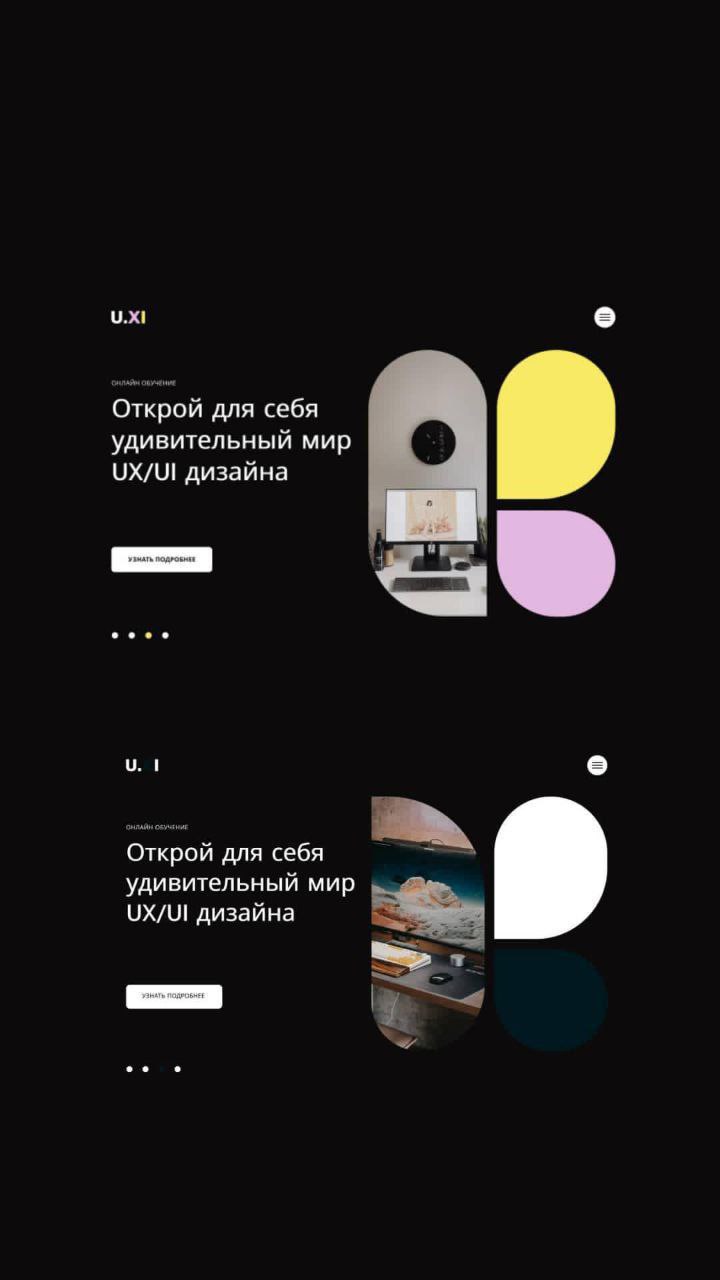 U.XI
ОНЛАЙН ОБУЧЕНИЕ
Открой для себя
удивительный мир
UX/UI дизайна
УЗНАТЬ ПОДРОБНЕЕ
U.XI
ОНЛАЙН ОБУЧЕНИЕ
Открой для себя
удивительный мир
UX/UI дизайна
УЗНАТЬ ПОДРОБНЕЕ